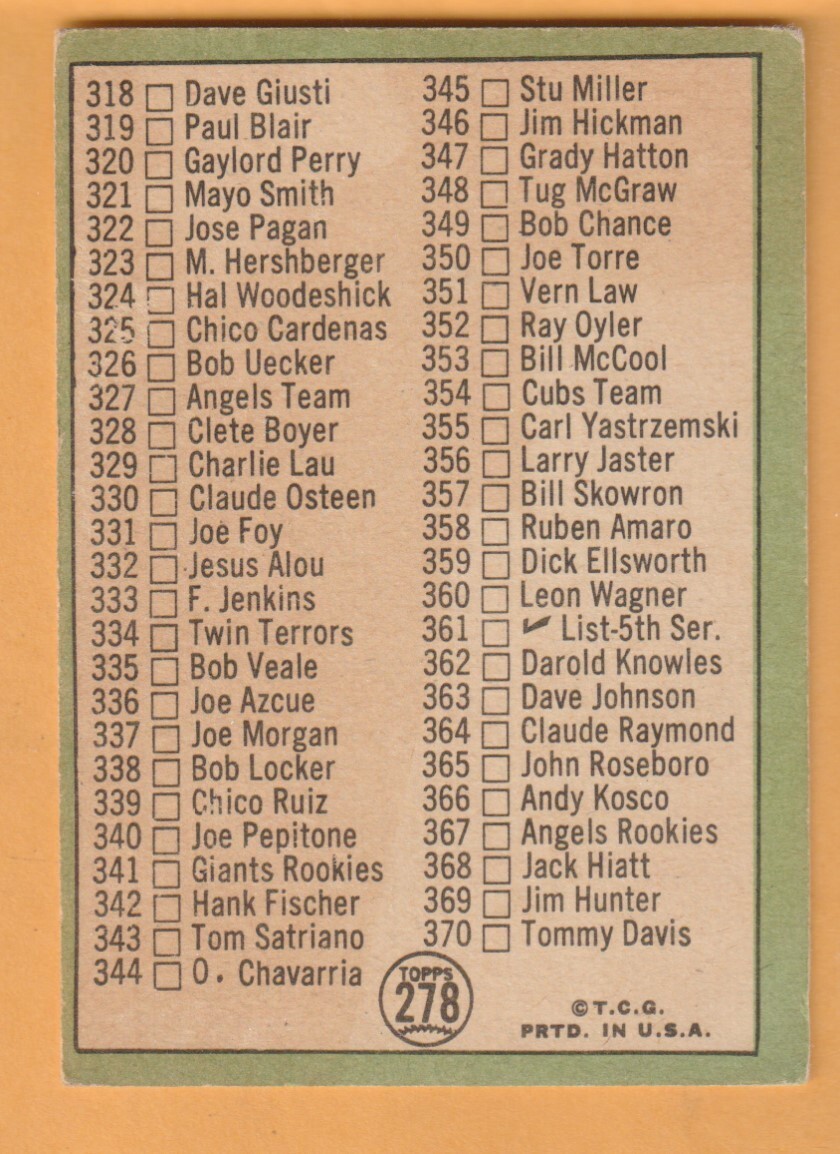 318 Dave Giusti
319 Paul Blair
320 Gaylord Perry
321 Mayo Smith
322 Jose Pagan
323 M. Hershberger
324 Hal Woodeshick
325 Chico Cardenas
326 Bob Uecker
327 Angels Team
328 Clete Boyer
329 Charlie Lau
330 Claude Osteen
331 Joe Foy
332 Jesus Alou
333 F. Jenkins
334 Twin Terrors
335 Bob Veale
336 Joe Azcue
337 Joe Morgan
338 Bob Locker
339 Chico Ruiz
340 Joe Pepitone
341 Giants Rookies
342 Hank Fischer
343 Tom Satriano
344 O. Chavarria
345 Stu Miller
346 Jim Hickman
347 Grady Hatton
348 Tug McGraw
349 Bob Chance
350 Joe Torre
351 Vern Law
352 Ray Oyler
353 Bill McCool
354 Cubs Team
355 Carl Yastrzemski
356 Larry Jaster
357 Bill Skowron
358 Ruben Amaro
359 Dick Ellsworth
360 Leon Wagner
361 ✔ List-5th Ser.
362 Darold Knowles
363 Dave Johnson
364 Claude Raymond
365 John Roseboro
366 Andy Kosco
367 Angels Rookies
368 Jack Hiatt
369 Jim Hunter
370 Tommy Davis
TOPPS
278
© T.C.G.
PRTD. IN U.S.A.